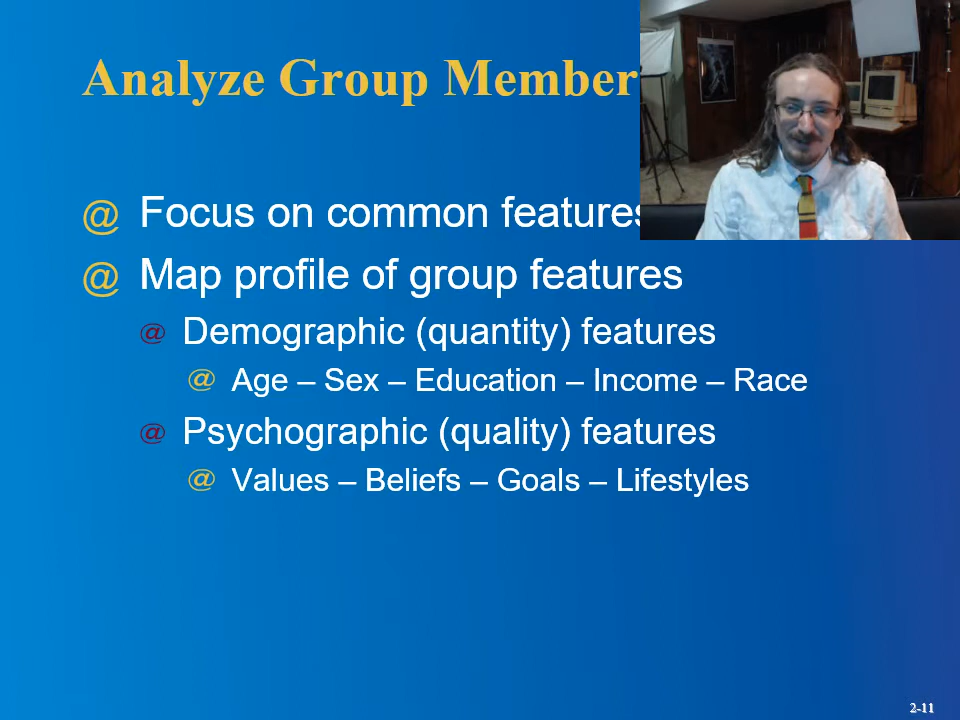 Analyze Group Member
@ Focus on common features
@ Map profile of group features
@ Demographic (quantity) features
@ Age – Sex – Education – Income – Race
@ Psychographic (quality) features
@ Values – Beliefs – Goals – Lifestyles
2-11